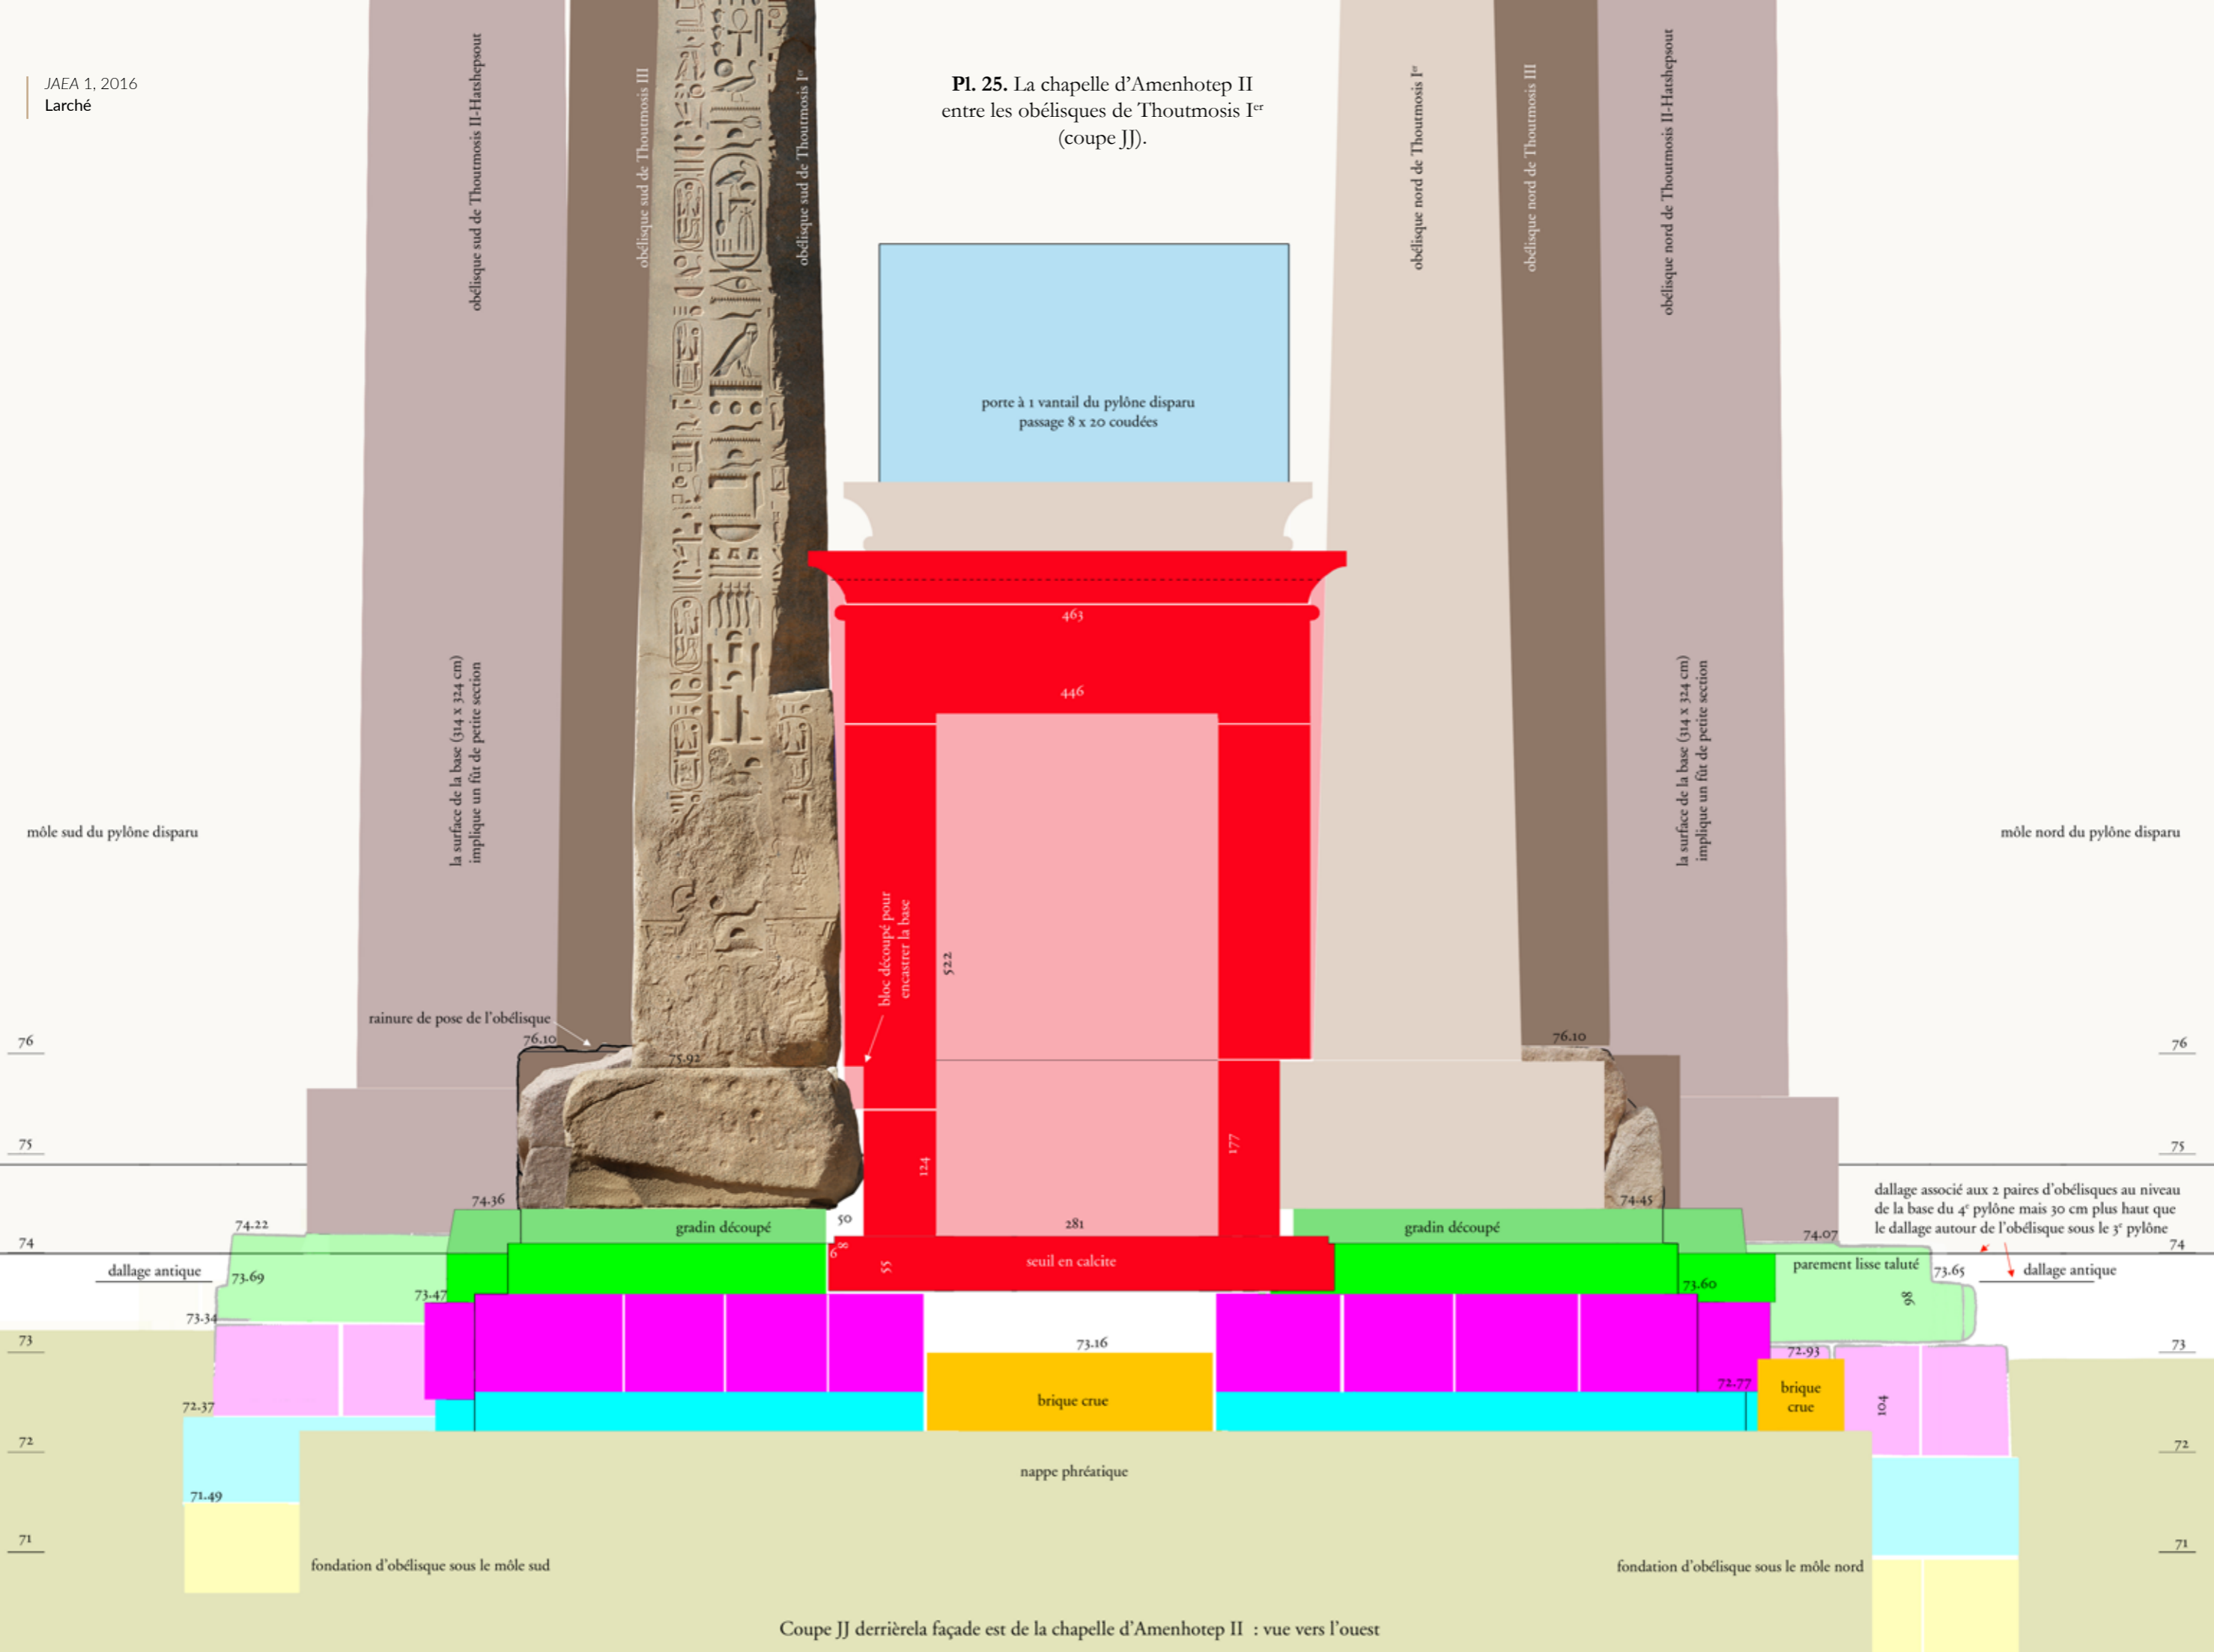 JAEA 1, 2016
Larché
Pl. 25. La chapelle d’Amenhotep II
entre les obélisques de Thoutmosis Ier
(coupe JJ).
obélisque sud de Thoutmosis II-Hatshepsout
obélisque sud de Thoutmosis III
obélisque sud de Thoutmosis Ier
obélisque nord de Thoutmosis Ier
obélisque nord de Thoutmosis III
obélisque nord de Thoutmosis II-Hatshepsout
porte à 1 vantail du pylône disparu
passage 8 x 20 coudées
463
446
la surface de la base (314 x 324 cm)
implique un fût de petite section
la surface de la base (314 x 324 cm)
implique un fût de petite section
môle sud du pylône disparu
môle nord du pylône disparu
bloc découpé pour
encastrer la base
522
rainure de pose de l’obélisque
76
76.10
75.92
76.10
76
75
124
177
75
74.36
74.45
dallage associé aux 2 paires d’obélisques au niveau
de la base du 4e pylône mais 30 cm plus haut que
le dallage autour de l’obélisque sous le 3e pylône
74.22
gradin découpé
50
281
gradin découpé
74.07
74
6
8
55
seuil en calcite
parement lisse taluté
74
dallage antique
73.69
73.47
73.60
73.65
dallage antique
98
73.34
73
73.16
72.93
73
72.77
brique crue
brique
crue
104
72.37
72
72
nappe phréatique
71.49
71
71
fondation d’obélisque sous le môle sud
fondation d’obélisque sous le môle nord
Coupe JJ derrièrela façade est de la chapelle d’Amenhotep II : vue vers l’ouest